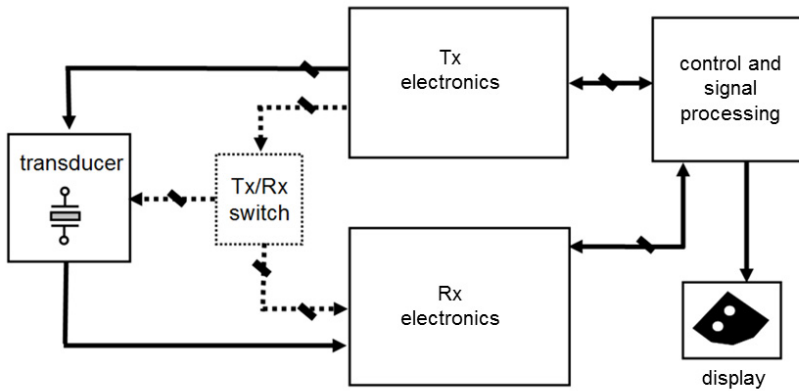 Tx
electronics
control and
signal
processing
transducer
Tx/Rx
switch
Rx
electronics
display